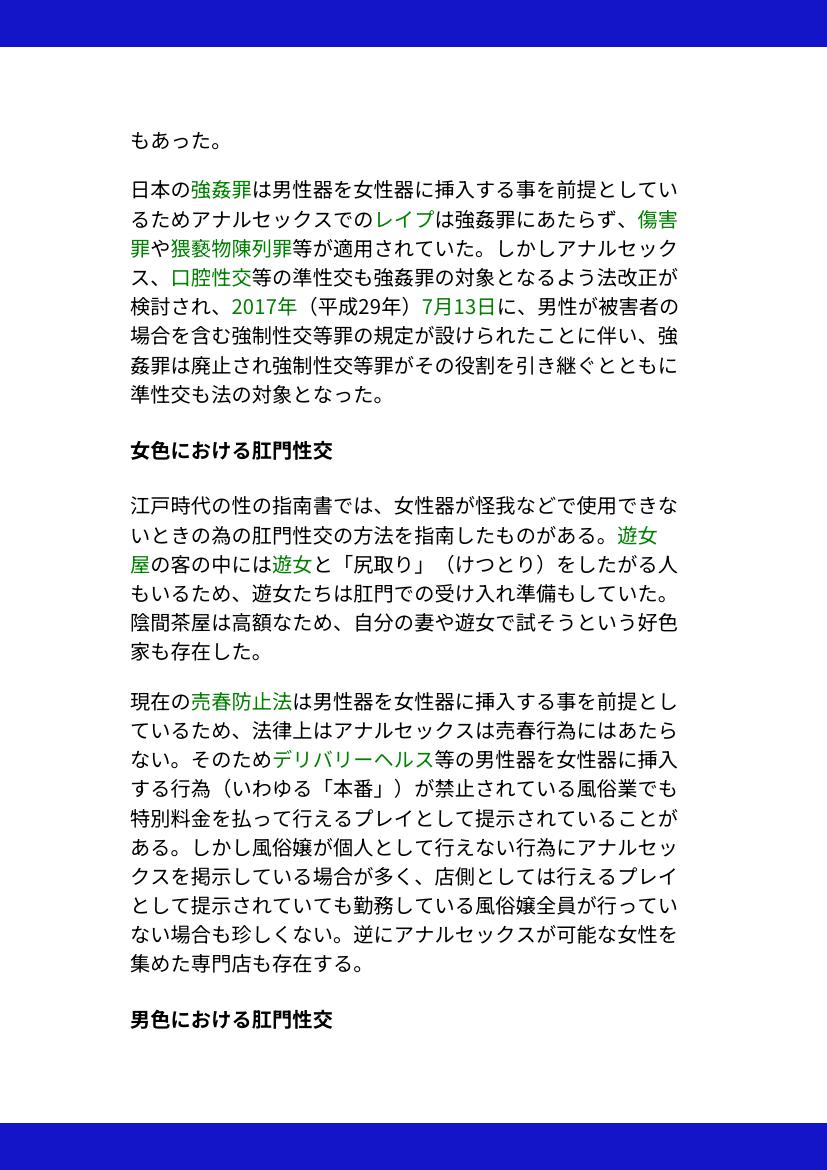 もあった。
日本の強姦罪は男性器を女性器に挿入する事を前提としてい
るためアナルセックスでのレイプは強姦罪にあたらず、傷害
罪や猥褻物陳列罪等が適用されていた。しかしアナルセック
ス、口腔性交等の準性交も強姦罪の対象となるよう法改正が
検討され、2017年（平成29年）7月13日に、男性が被害者の
場合を含む強制性交等罪の規定が設けられたことに伴い、強
姦罪は廃止され強制性交等罪がその役割を引き継ぐとともに
準性交も法の対象となった。
女色における肛門性交
江戸時代の性の指南書では、女性器が怪我などで使用できな
いときの為の肛門性交の方法を指南したものがある。遊女
屋の客の中には遊女と「尻取り」（けつとり）をしたがる人
もいるため、遊女たちは肛門での受け入れ準備もしていた。
陰間茶屋は高額なため、自分の妻や遊女で試そうという好色
家も存在した。
現在の売春防止法は男性器を女性器に挿入する事を前提とし
ているため、法律上はアナルセックスは売春行為にはあたら
ない。そのためデリバリーヘルス等の男性器を女性器に挿入
する行為（いわゆる「本番」）が禁止されている風俗業でも
特別料金を払って行えるプレイとして提示されていることが
ある。しかし風俗嬢が個人として行えない行為にアナルセッ
クスを掲示している場合が多く、店側としては行えるプレイ
として提示されていても勤務している風俗嬢全員が行ってい
ない場合も珍しくない。逆にアナルセックスが可能な女性を
集めた専門店も存在する。
男色における肛門性交